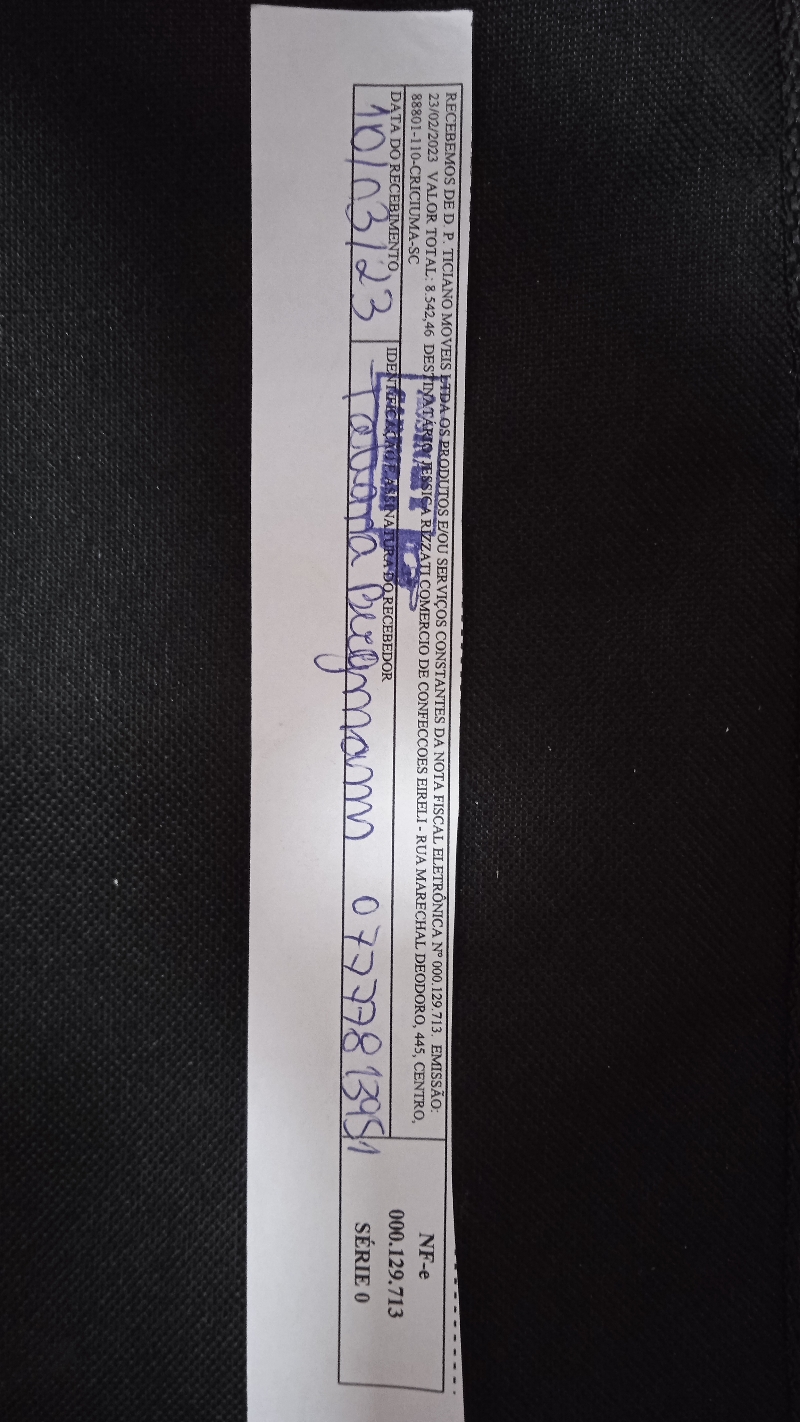 RECEBEMOS DE D. P. TICIANO MOVEIS LTDA OS PRODUTOS E/OU SERVIÇOS CONSTANTES DA NOTA FISCAL ELETRÔNICA Nº 000.129.713. EMISSÃO:
23/02/2023 VALOR TOTAL: 8.542,46 DESTINATÁRIO: JESSICA RIZZATI COMERCIO DE CONFECCOES EIRELI - RUA MARECHAL DEODORO, 445, CENTRO,
88801-110-CRICIUMA-SC
DATA DO RECEBIMENTO
10/03/23
IDENTIFICAÇÃO E ASSINATURA DO RECEBEDOR
Tatiana 07777813951
NF-e
000.129.713
SÉRIE 0